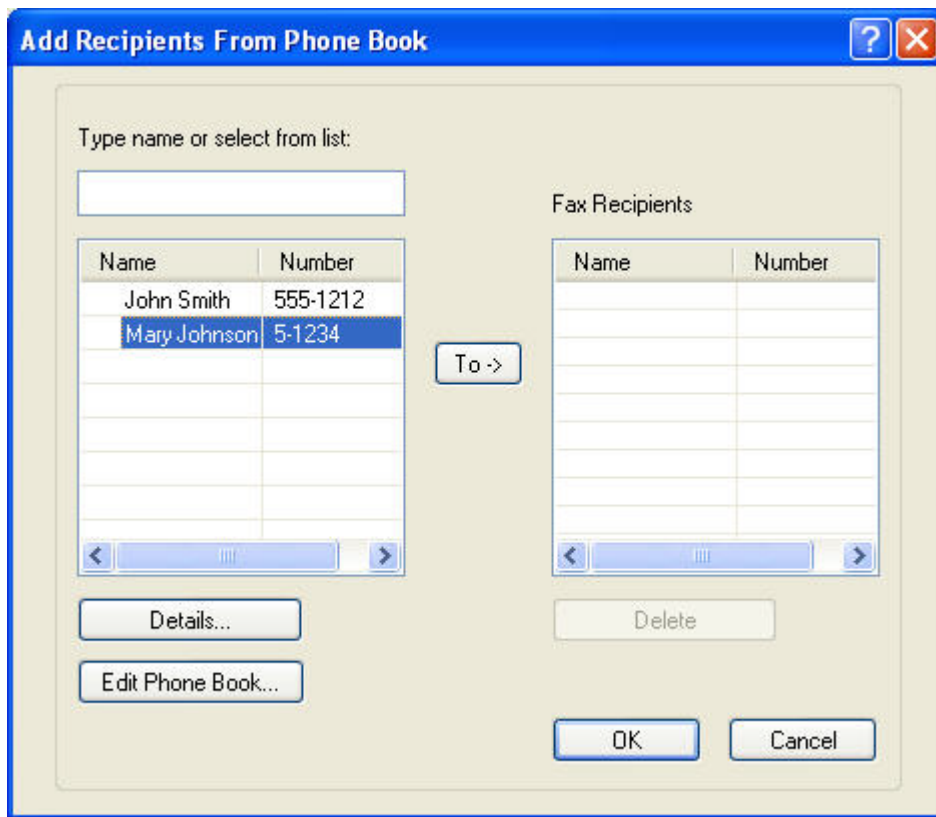 Add Recipients From Phone Book
Type name or select from list:
Fax Recipients
Name Number
John Smith 555-1212
Mary Johnson 5-1234
To ->
Name Number
Details...
Delete
Edit Phone Book...
OK Cancel